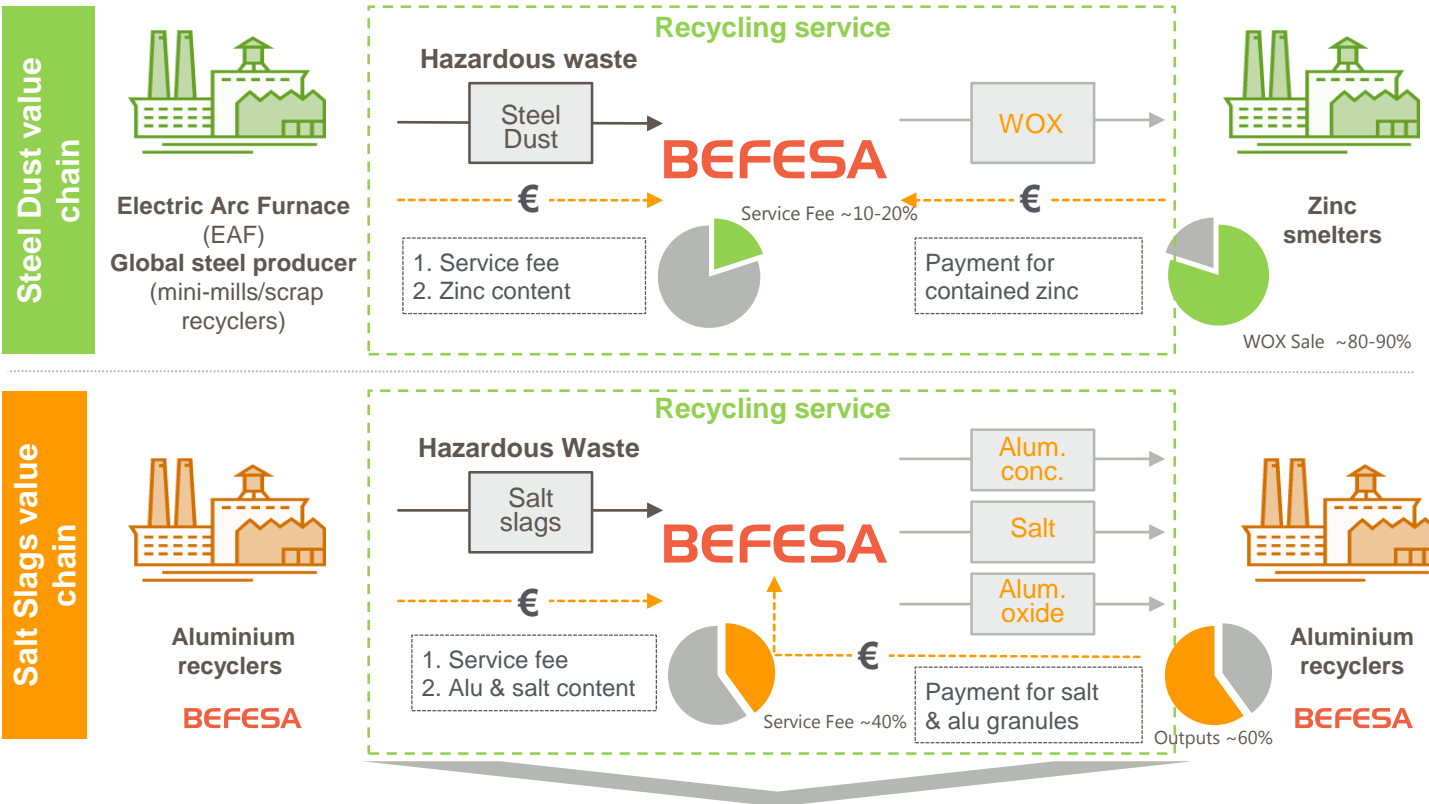 Steel Dust value
chain
Recycling service
Hazardous waste
Steel
Dust
BEFESA
WOX
€
€
Service Fee ~10-20%
1. Service fee
2. Zinc content
Payment for
contained zinc
Electric Arc Furnace
(EAF)
Global steel producer
(mini-mills/scrap
recyclers)
Zinc
smelters
WOX Sale ~80-90%
Salt Slags value
chain
Recycling service
Hazardous Waste
Salt
slags
BEFESA
Alum.
conc.
Salt
Alum.
oxide
€
€
1. Service fee
2. Alu & salt content
Service Fee ~40%
Payment for salt
& alu granules
Outputs ~60%
Aluminium
recyclers
BEFESA
Aluminium
recyclers
BEFESA